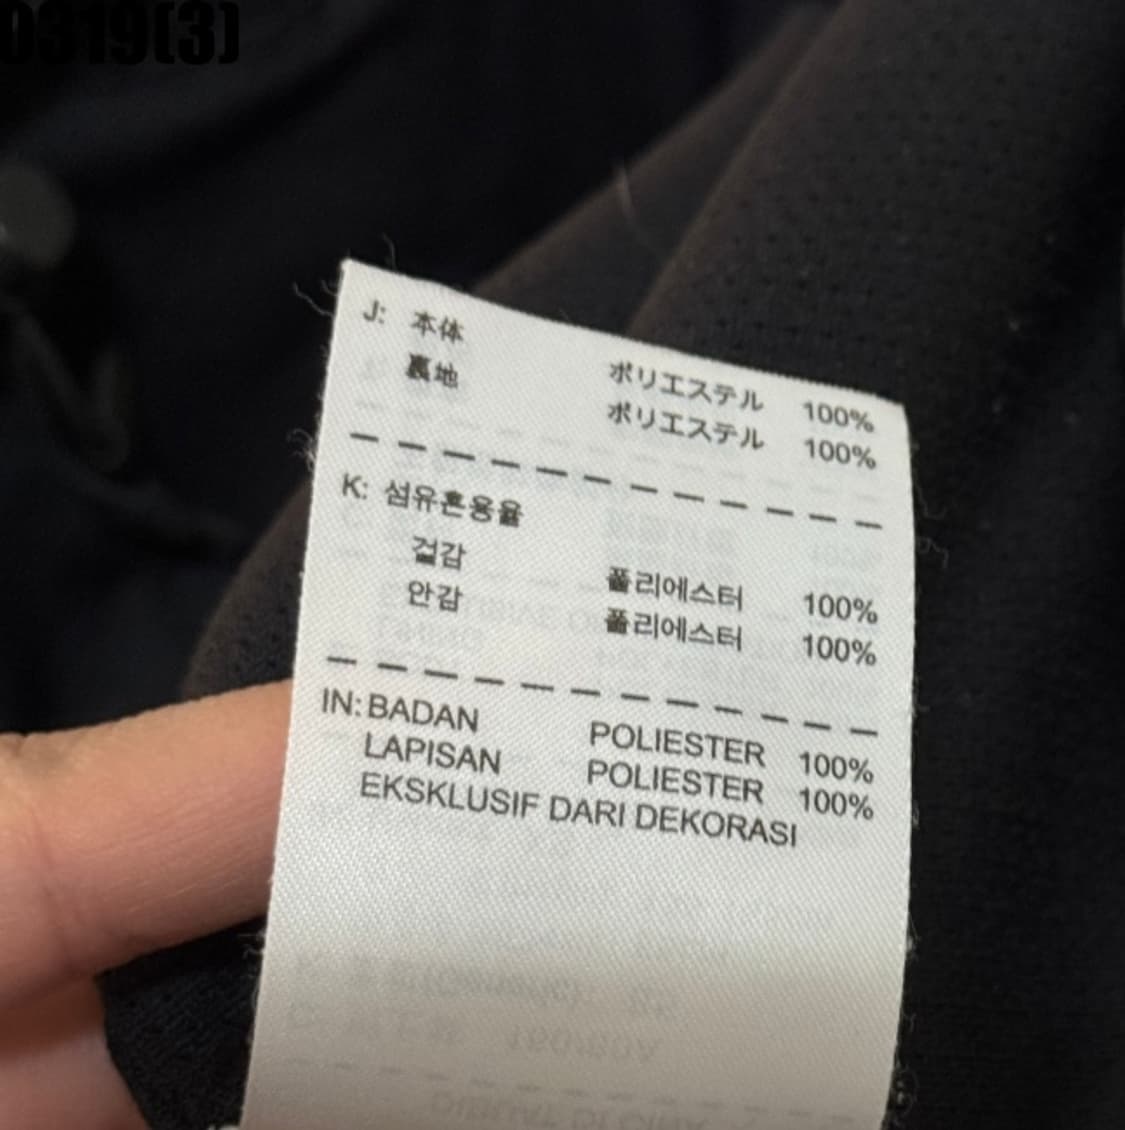 0319(3)
J: 本体 ポリエステル 100%
裏地 ポリエステル 100%
K: 섬유혼용율
겉감 폴리에스터 100%
안감 폴리에스터 100%
IN: BADAN POLIESTER 100%
LAPISAN POLIESTER 100%
EKSKLUSIF DARI DEKORASI